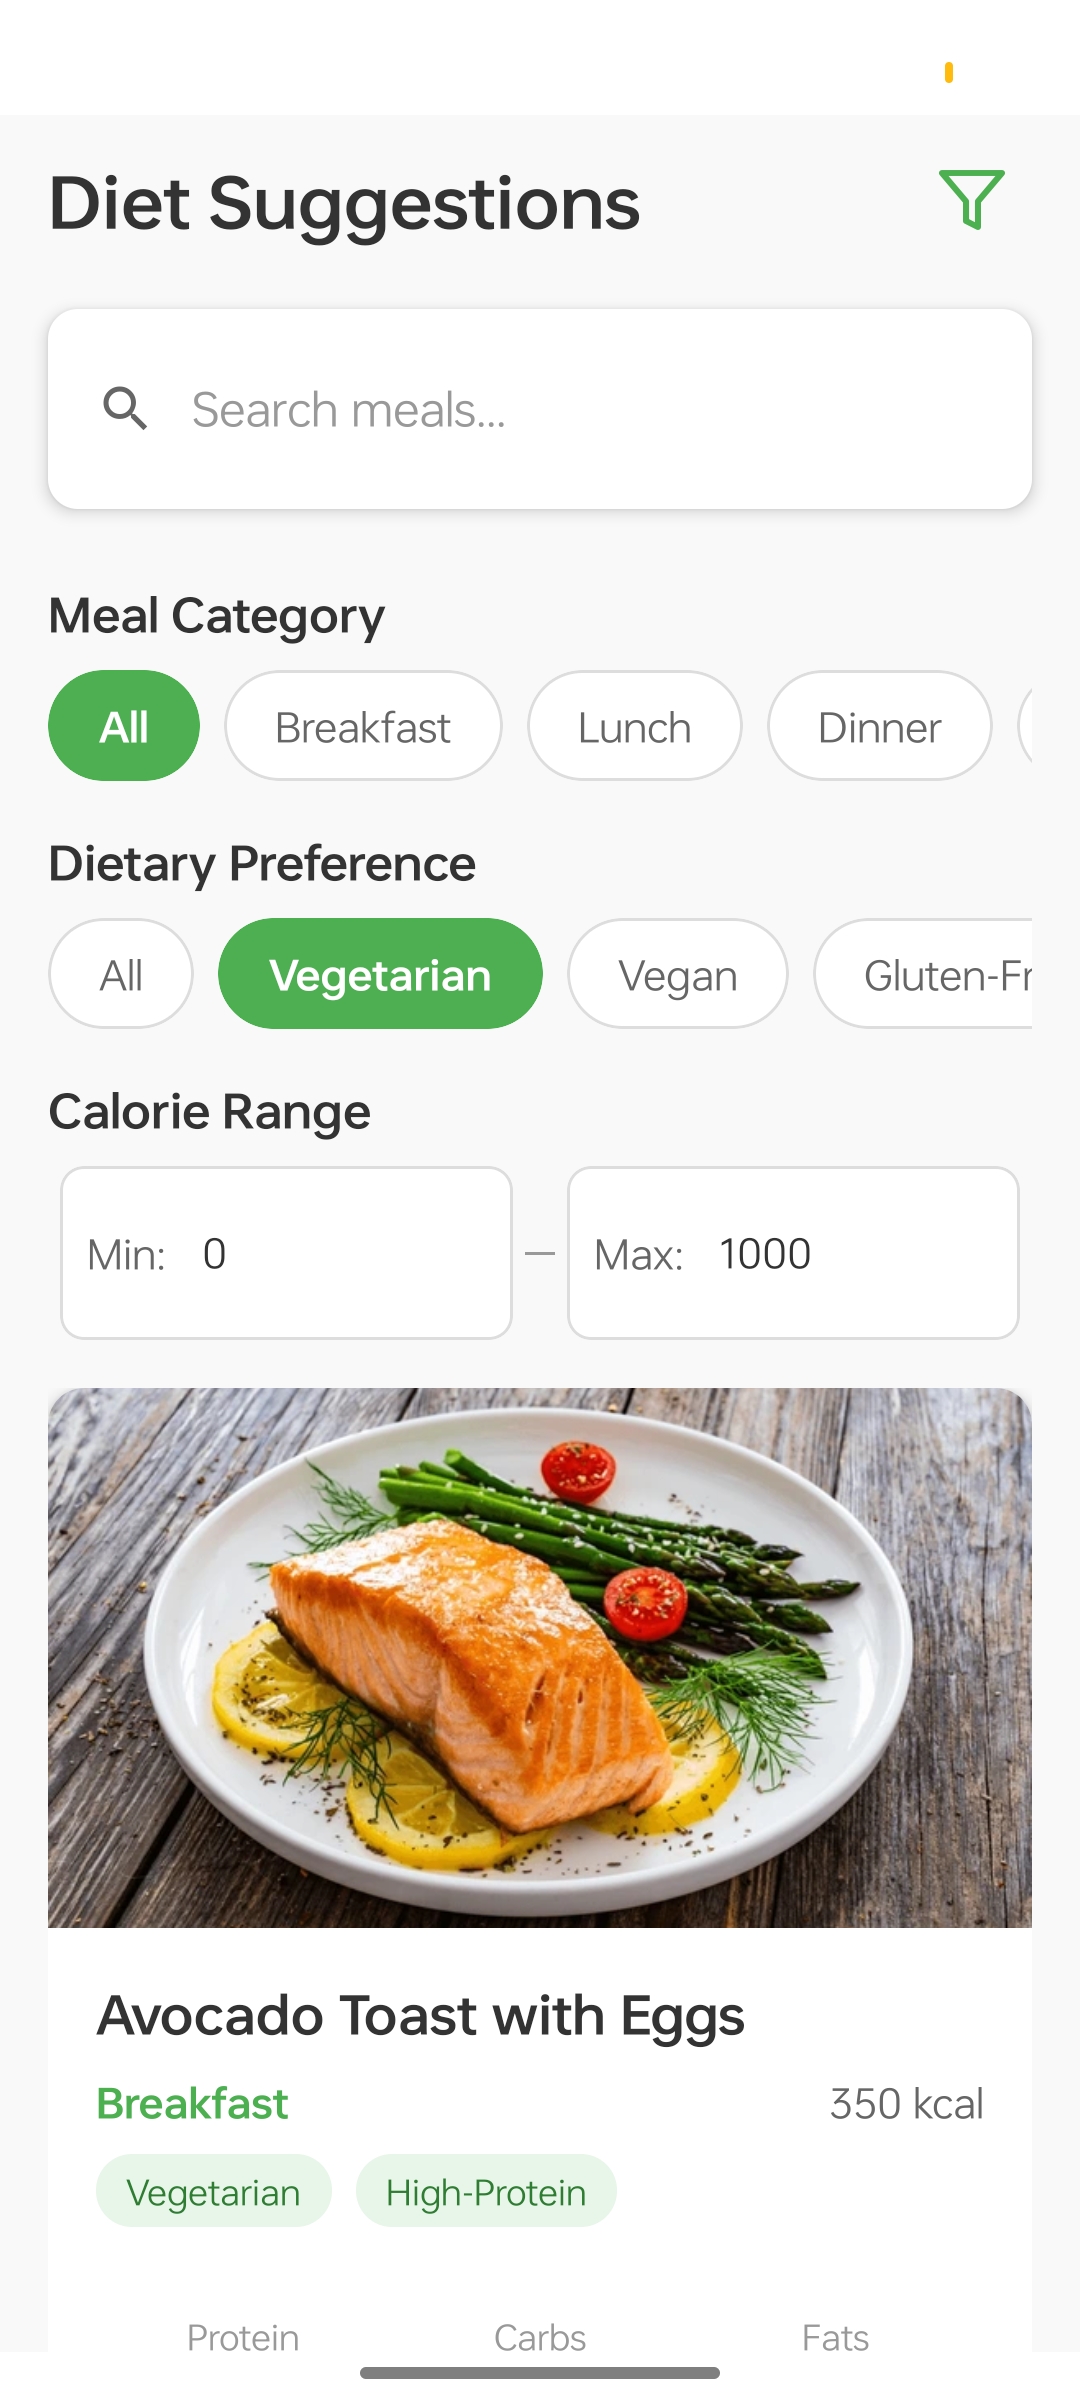 Diet Suggestions
Search meals...
Meal Category
All Breakfast Lunch Dinner
Dietary Preference
All Vegetarian Vegan Gluten-Fr
Calorie Range
Min: 0 — Max: 1000
Avocado Toast with Eggs
Breakfast 350 kcal
Vegetarian High-Protein
Protein Carbs Fats